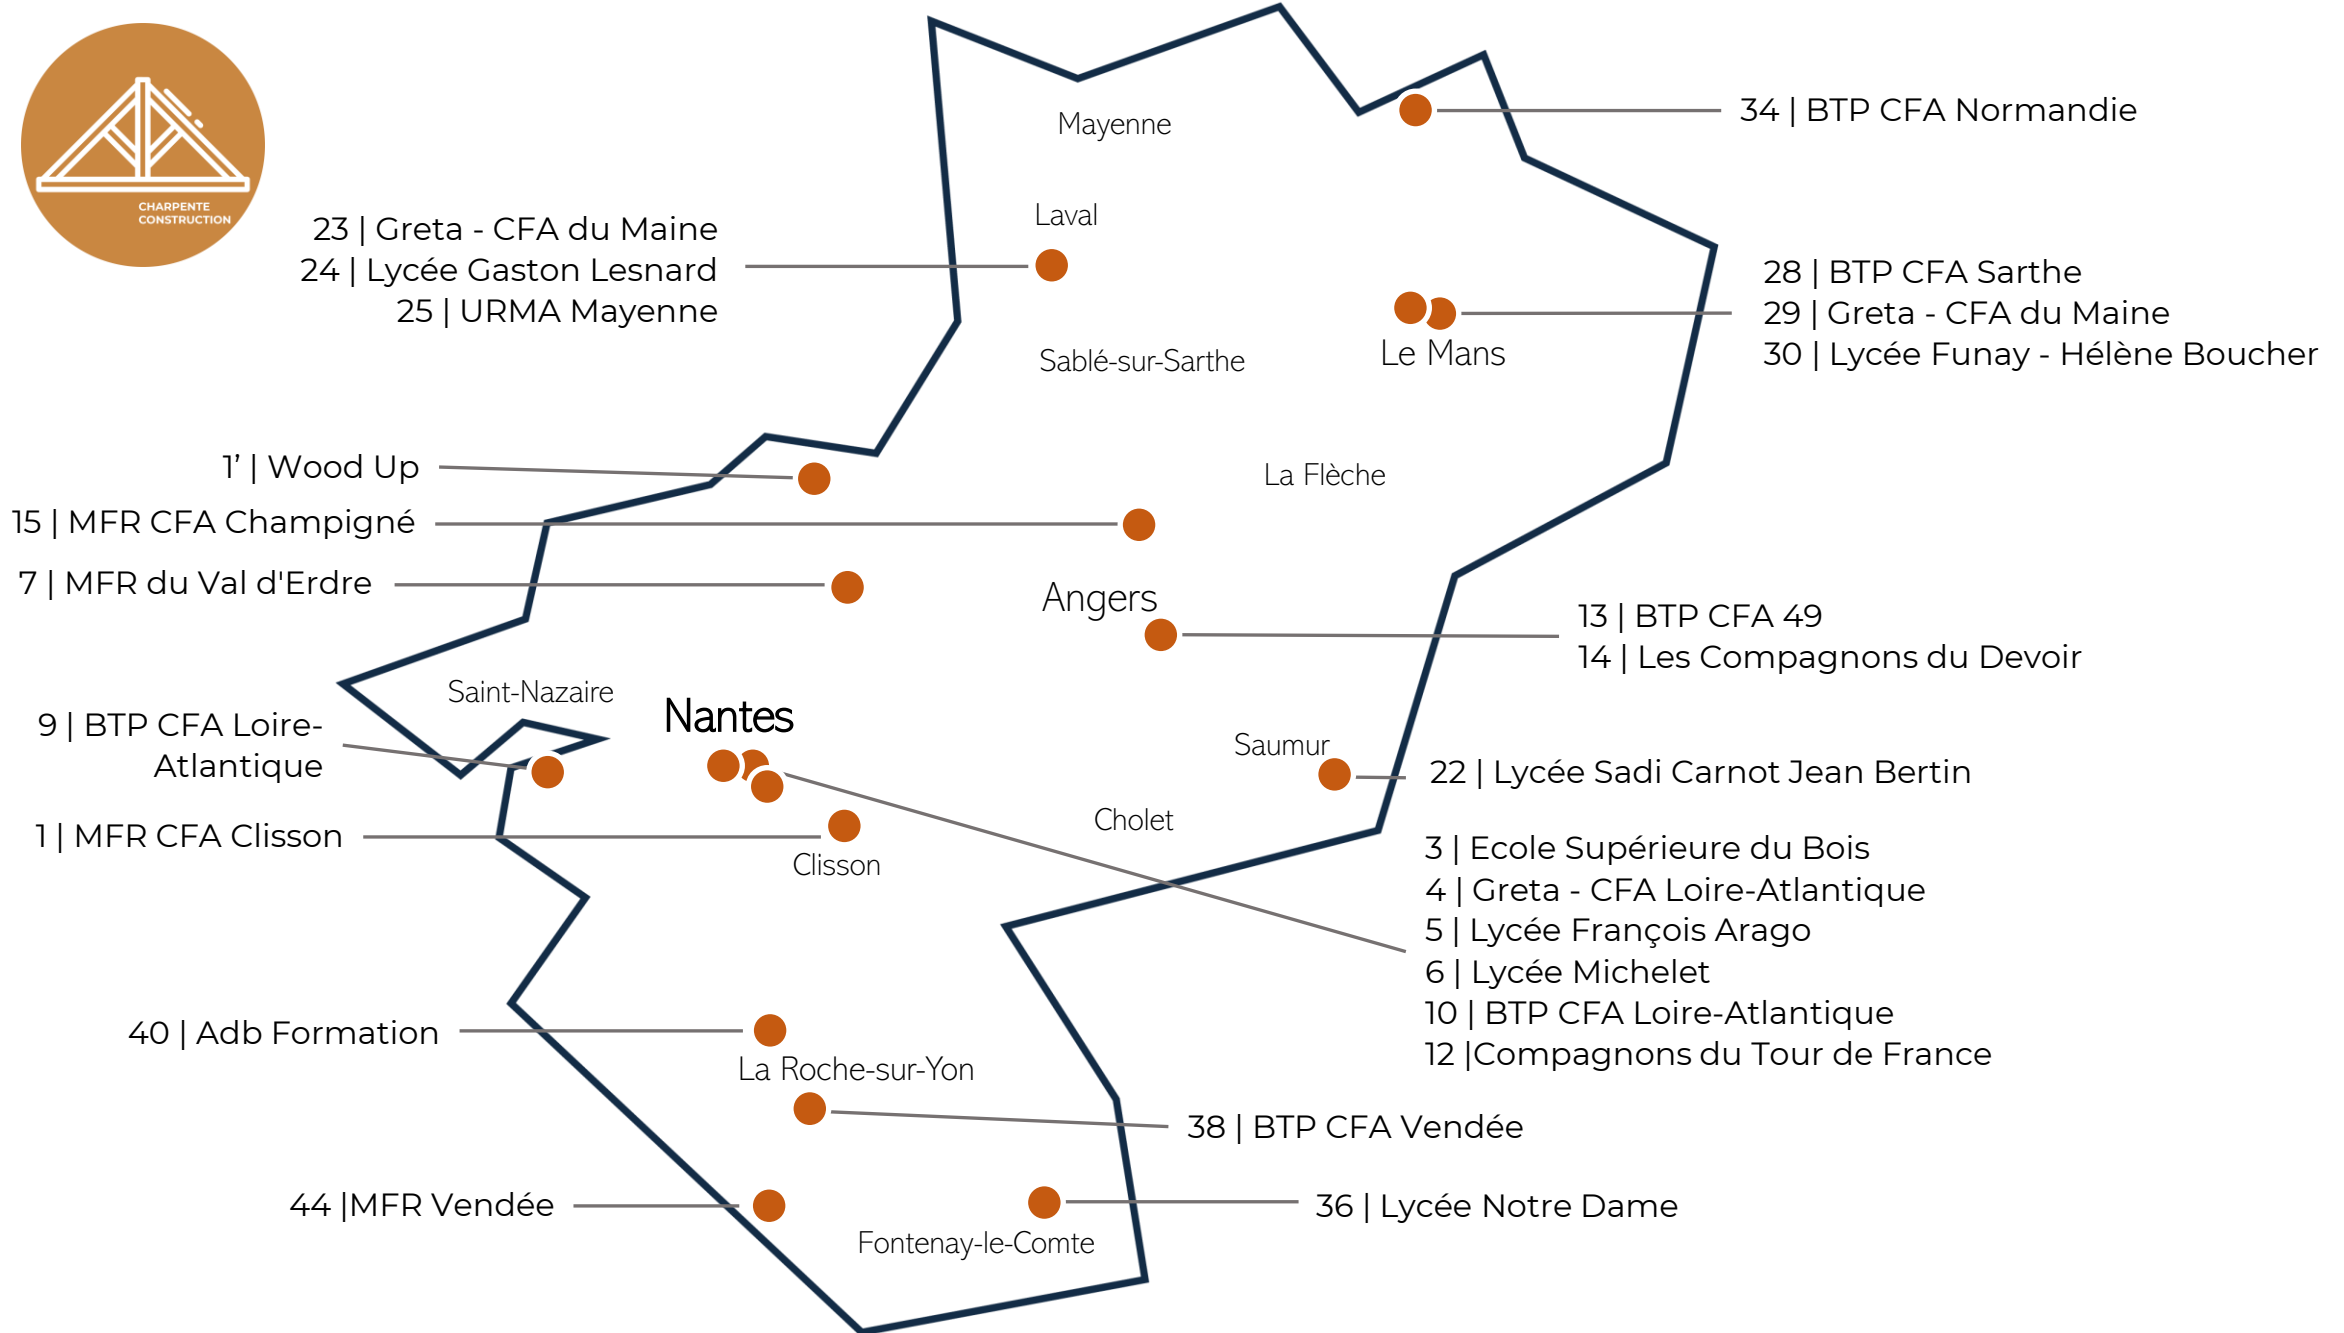 CHARPENTE
CONSTRUCTION
Mayenne
34 | BTP CFA Normandie
Laval
23 | Greta - CFA du Maine
24 | Lycée Gaston Lesnard
25 | URMA Mayenne
28 | BTP CFA Sarthe
29 | Greta - CFA du Maine
30 | Lycée Funay - Hélène Boucher
Le Mans
Sablé-sur-Sarthe
1’ | Wood Up
La Flèche
15 | MFR CFA Champigné
7 | MFR du Val d'Erdre
Angers
13 | BTP CFA 49
14 | Les Compagnons du Devoir
Saint-Nazaire
Nantes
9 | BTP CFA Loire-
Atlantique
Saumur
22 | Lycée Sadi Carnot Jean Bertin
Cholet
1 | MFR CFA Clisson
Clisson
3 | Ecole Supérieure du Bois
4 | Greta - CFA Loire-Atlantique
5 | Lycée François Arago
6 | Lycée Michelet
10 | BTP CFA Loire-Atlantique
12 |Compagnons du Tour de France
40 | Adb Formation
La Roche-sur-Yon
38 | BTP CFA Vendée
44 |MFR Vendée
36 | Lycée Notre Dame
Fontenay-le-Comte